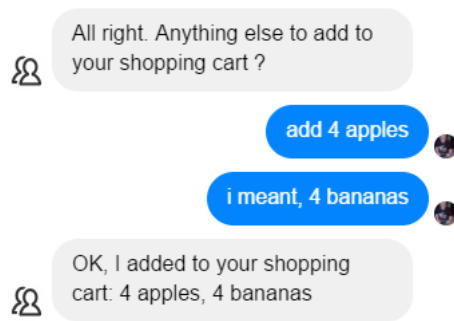 All right. Anything else to add to
your shopping cart ?
add 4 apples
i meant, 4 bananas
OK, I added to your shopping
cart: 4 apples, 4 bananas